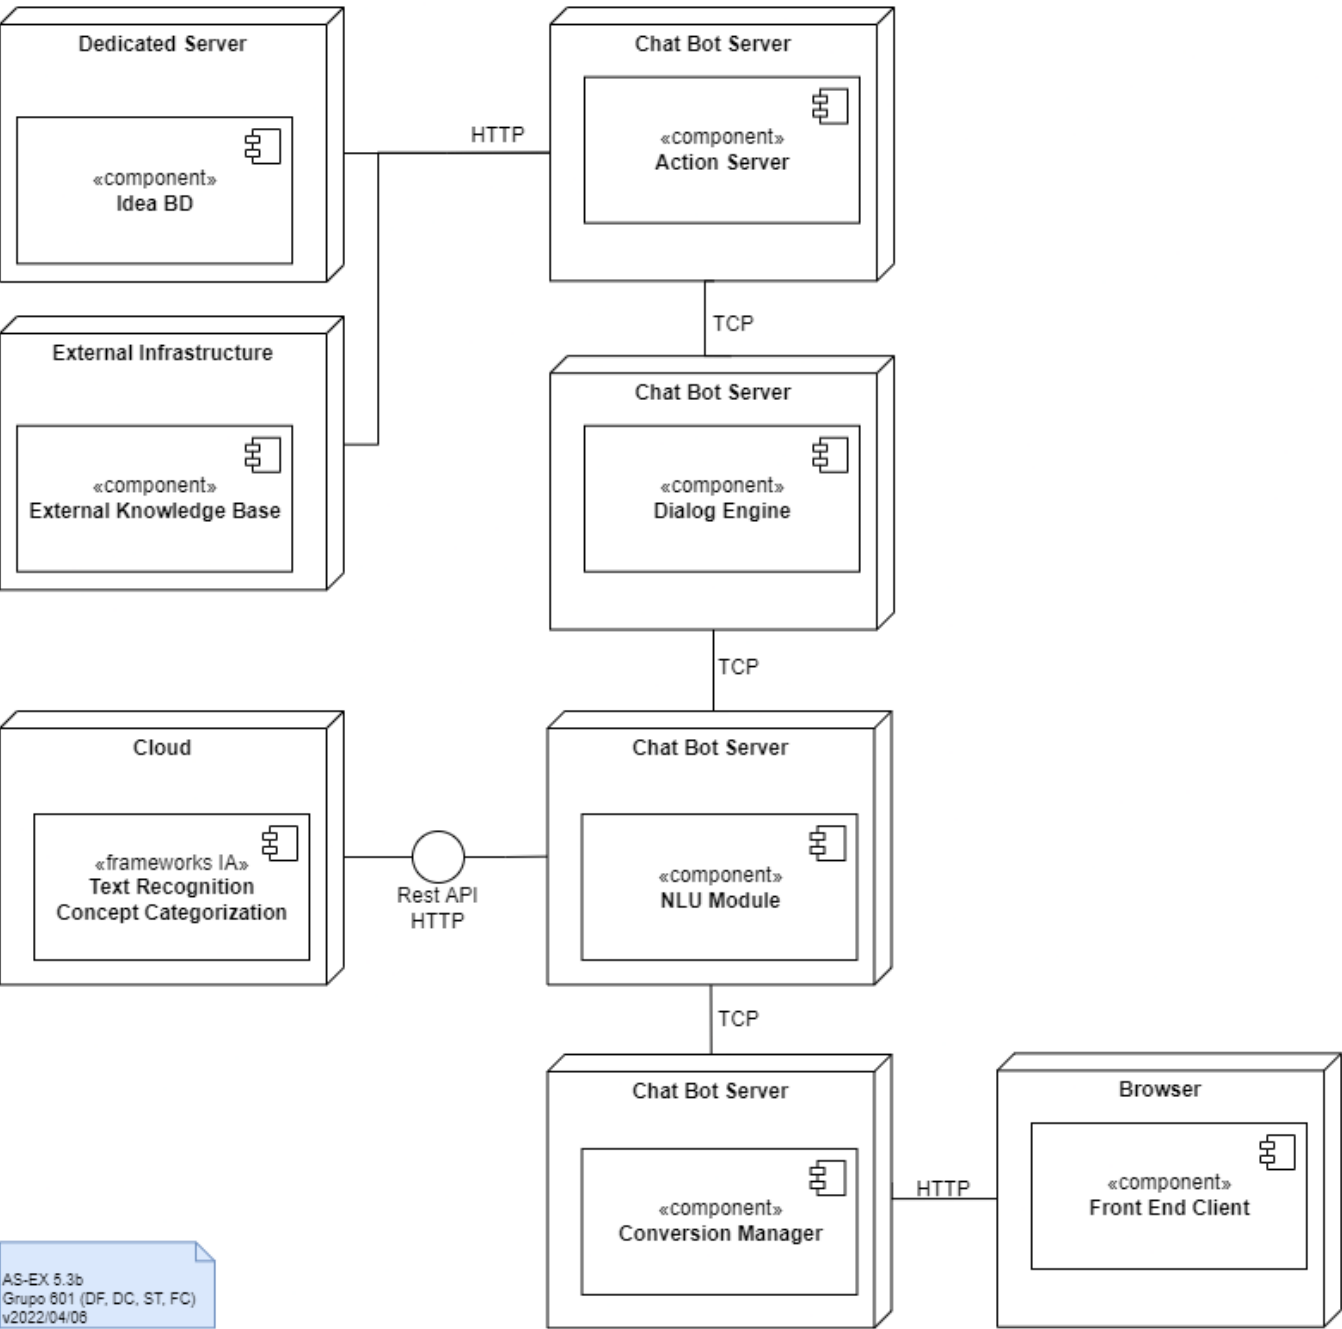 Dedicated Server
«component»
Idea BD
HTTP
Chat Bot Server
«component»
Action Server
TCP
External Infrastructure
«component»
External Knowledge Base
Chat Bot Server
«component»
Dialog Engine
TCP
Cloud
«frameworks IA»
Text Recognition
Concept Categorization
Rest API
HTTP
Chat Bot Server
«component»
NLU Module
TCP
Chat Bot Server
«component»
Conversion Manager
HTTP
Browser
«component»
Front End Client
AS-EX 5.3b
Grupo 601 (DF, DC, ST, FC)
v2022/04/06